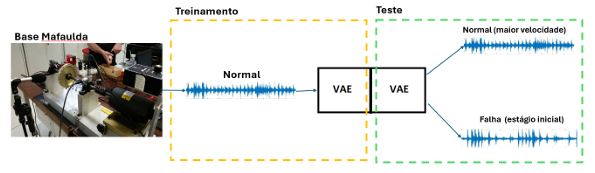 Base Mafaulda
Treinamento
Normal
VAE
VAE
Teste
Normal (maior velocidade)
Falha (estágio inicial)